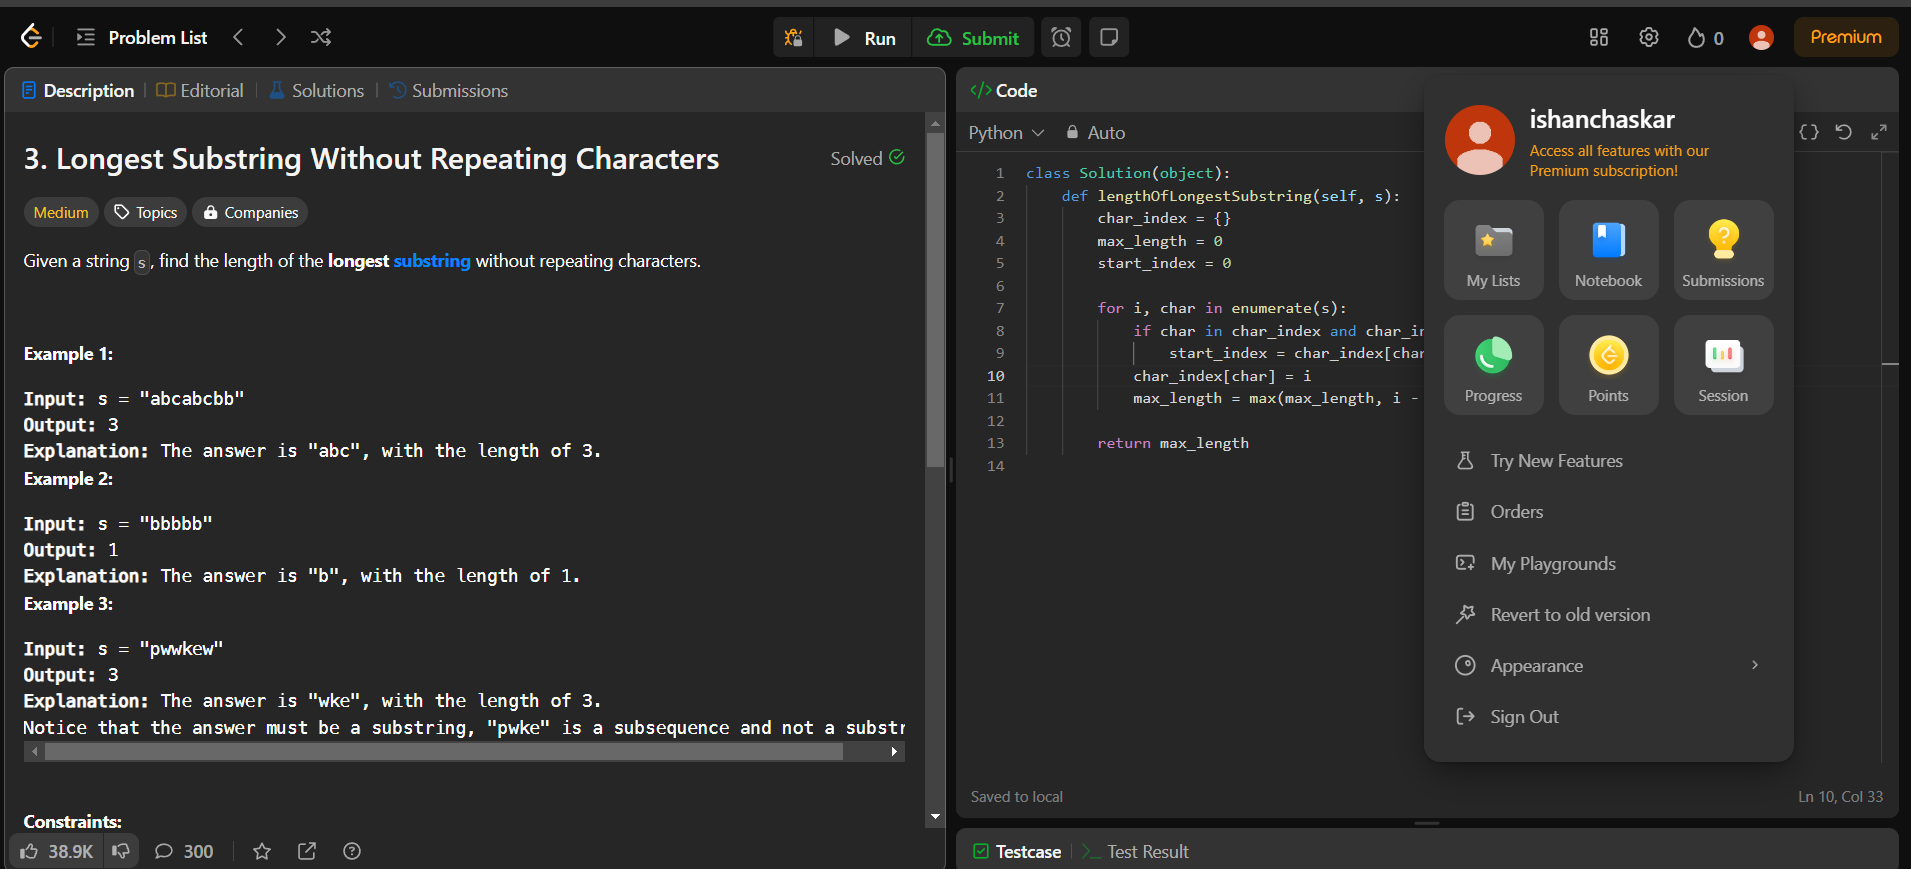 Problem List
Run
Submit
0
Premium
Description
Editorial
Solutions
Submissions
3. Longest Substring Without Repeating Characters
Solved
Medium
Topics
Companies
Given a string s, find the length of the longest substring without repeating characters.
Example 1:
Input: s = "abcabcbb"
Output: 3
Explanation: The answer is "abc", with the length of 3.
Example 2:
Input: s = "bbbbb"
Output: 1
Explanation: The answer is "b", with the length of 1.
Example 3:
Input: s = "pwwkew"
Output: 3
Explanation: The answer is "wke", with the length of 3.
Notice that the answer must be a substring, "pwke" is a subsequence and not a substr
Constraints:
38.9K
300
</> Code
Python
Auto
{}
1 class Solution(object):
2 def lengthOfLongestSubstring(self, s):
3 char_index = {}
4 max_length = 0
5 start_index = 0
6
7 for i, char in enumerate(s):
8 if char in char_index and char_in
9 start_index = char_index[char
10 char_index[char] = i
11 max_length = max(max_length, i -
12
13 return max_length
14
Saved to local
Ln 10, Col 33
Testcase
Test Result
ishanchaskar
Access all features with our
Premium subscription!
My Lists
Notebook
Submissions
Progress
Points
Session
Try New Features
Orders
My Playgrounds
Revert to old version
Appearance
Sign Out